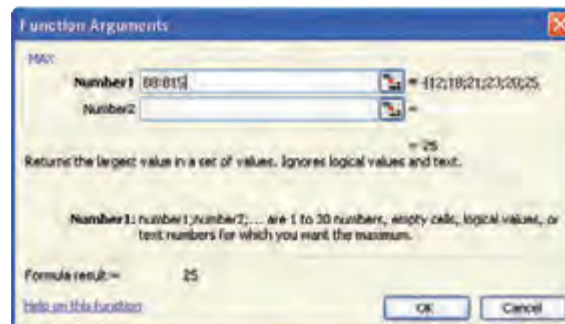 Function Arguments
MAX
Number1 B8:B15 = {12;18;21;23;20;25
Number2 =
= 25
Returns the largest value in a set of values. Ignores logical values and text.
Number1: number1;number2;... are 1 to 30 numbers, empty cells, logical values, or
text numbers for which you want the maximum.
Formula result = 25
Help on this function
OK Cancel